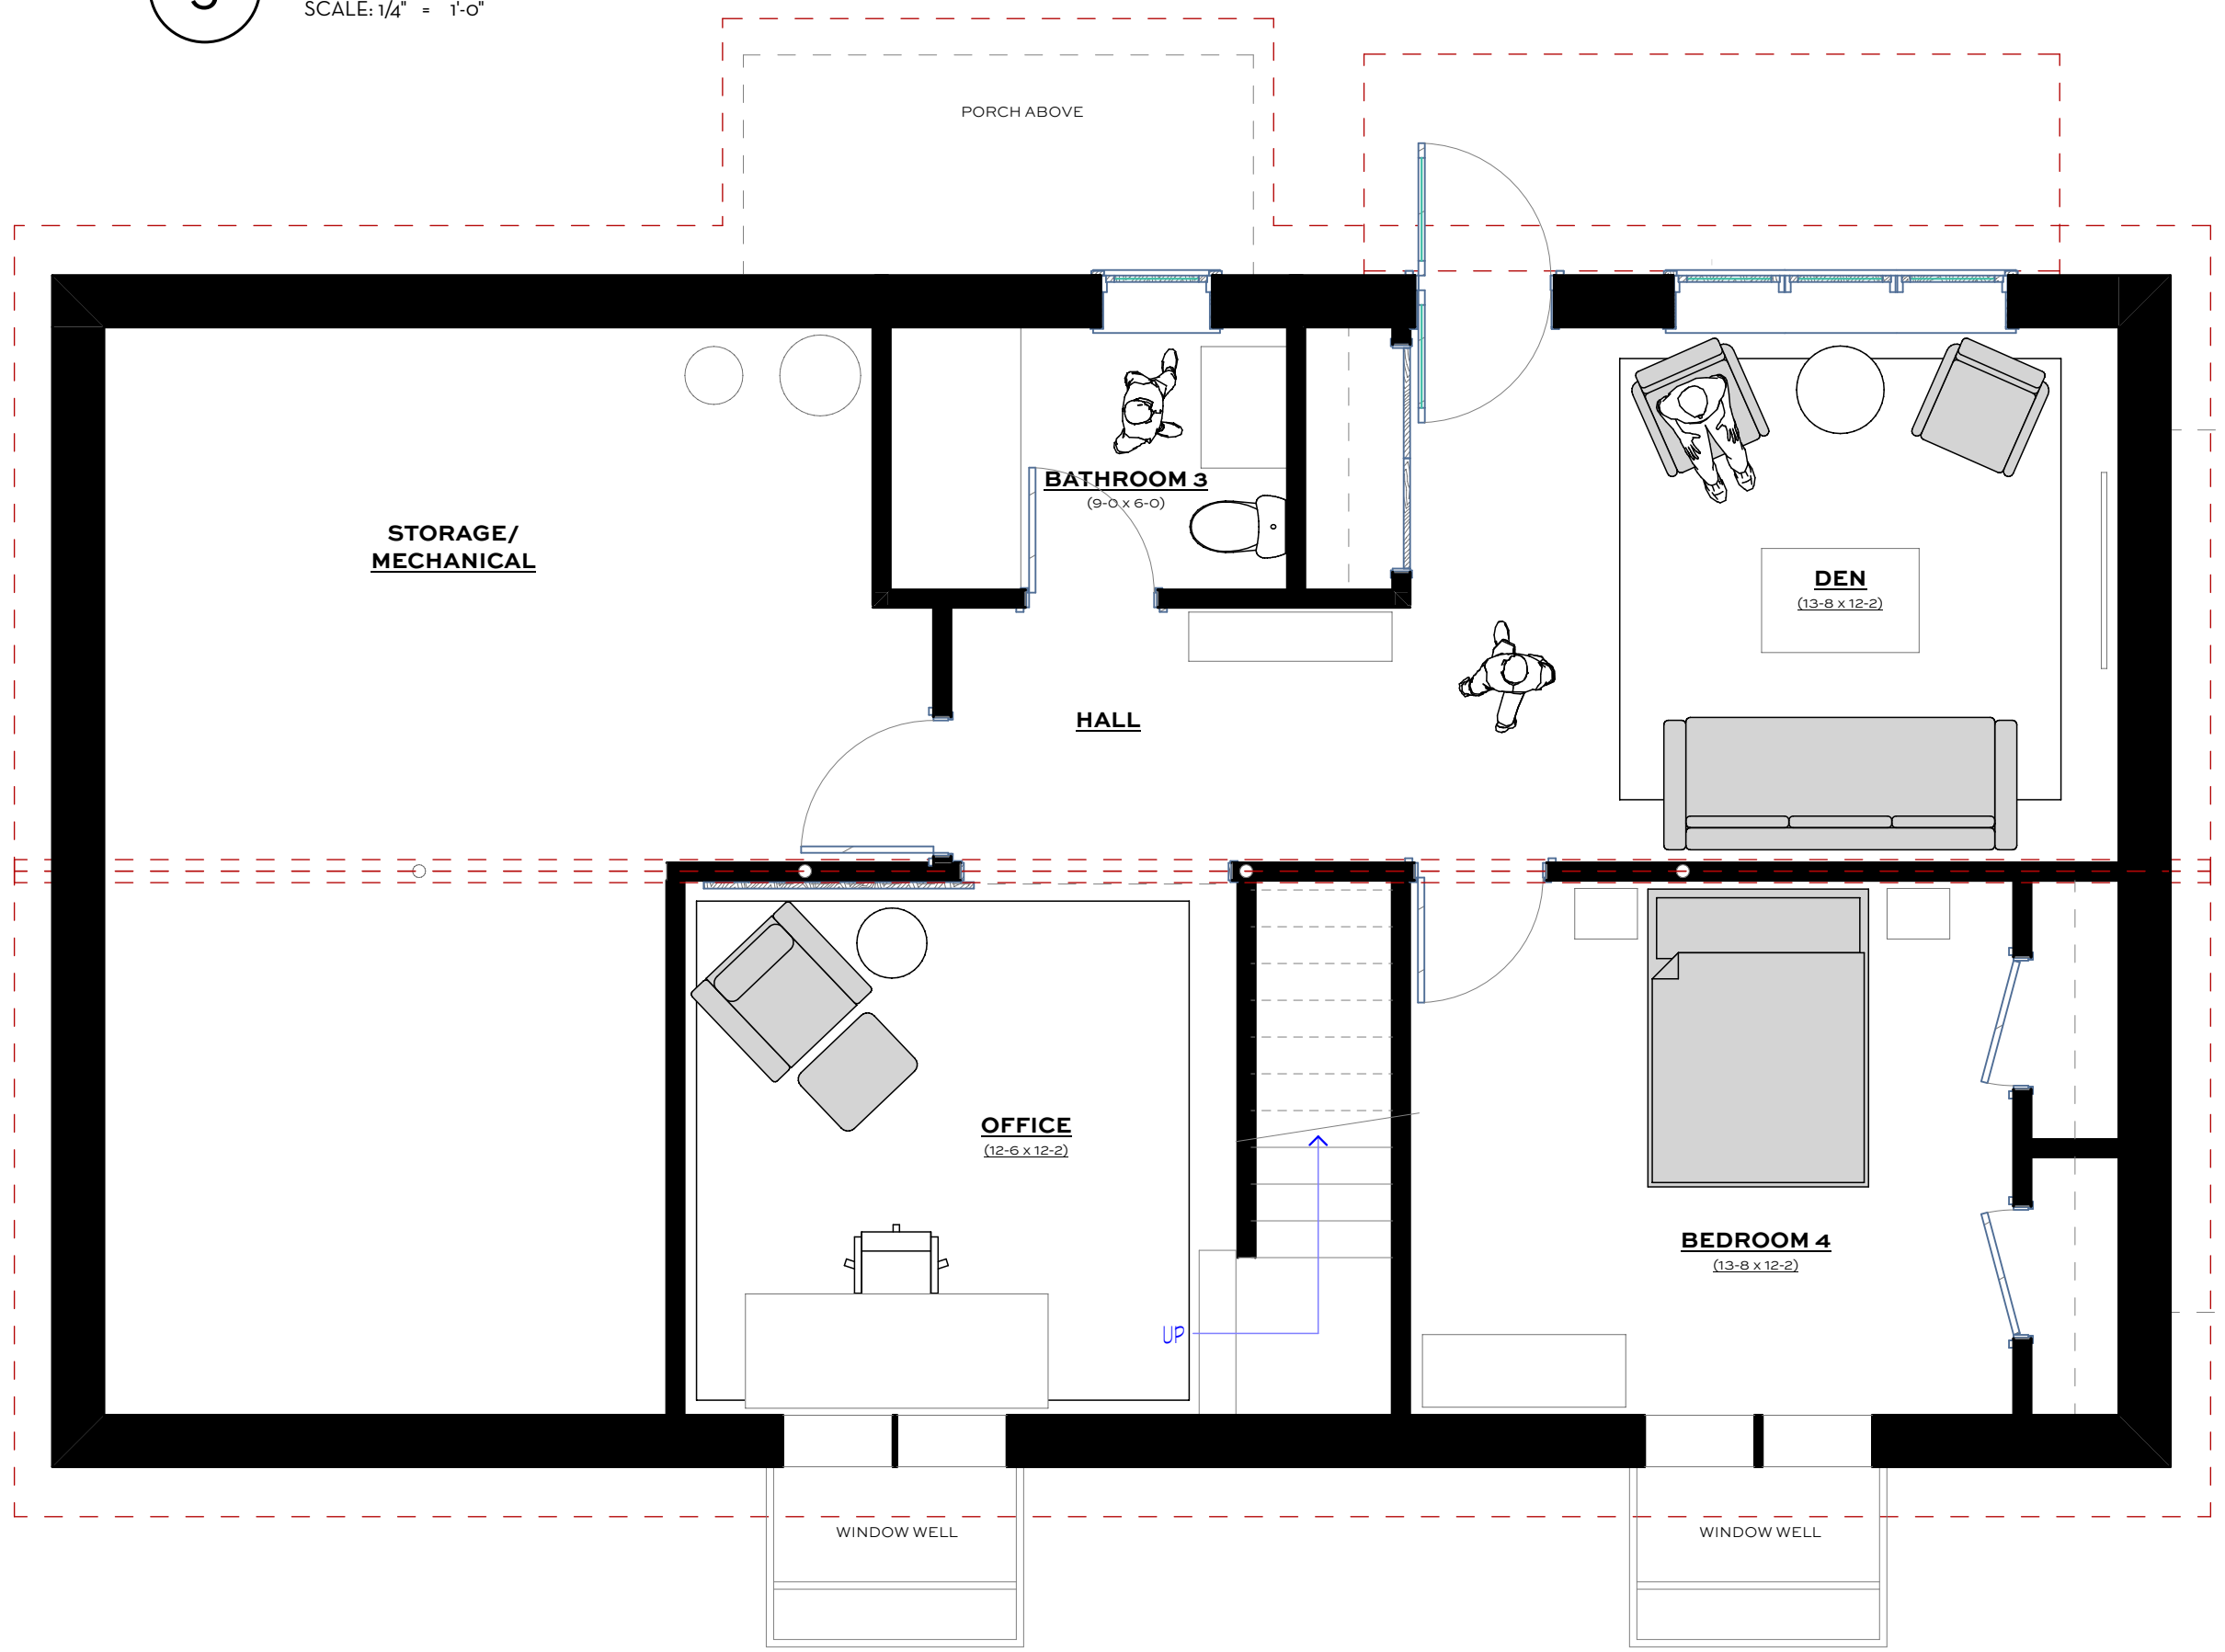 SCALE: 1/4" = 1'-0"
PORCH ABOVE
BATHROOM 3
(9-0 x 6-0)
STORAGE/
MECHANICAL
DEN
(13-8 x 12-2)
HALL
OFFICE
(12-6 x 12-2)
BEDROOM 4
(13-8 x 12-2)
UP
WINDOW WELL
WINDOW WELL